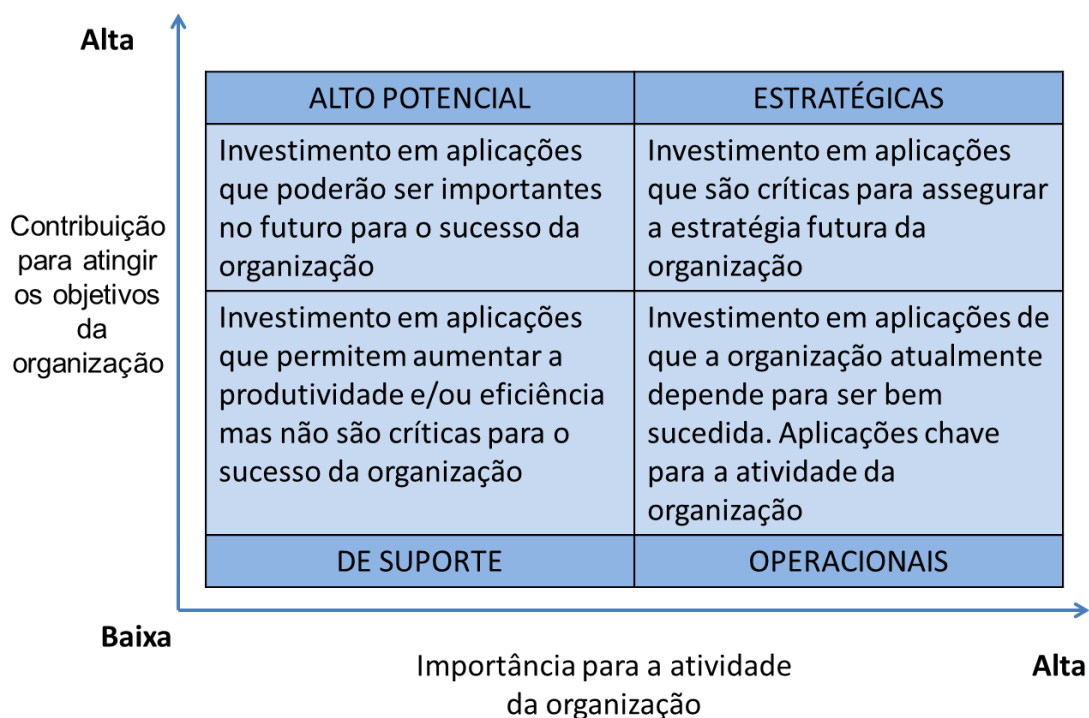 Alta
Contribuição
para atingir
os objetivos
da
organização
ALTO POTENCIAL
ESTRATÉGICAS
Investimento em aplicações
que poderão ser importantes
no futuro para o sucesso da
organização
Investimento em aplicações
que são críticas para assegurar
a estratégia futura da
organização
Investimento em aplicações
que permitem aumentar a
produtividade e/ou eficiência
mas não são críticas para o
sucesso da organização
Investimento em aplicações de
que a organização atualmente
depende para ser bem
sucedida. Aplicações chave
para a atividade da
organização
DE SUPORTE
OPERACIONAIS
Baixa
Importância para a atividade
da organização
Alta